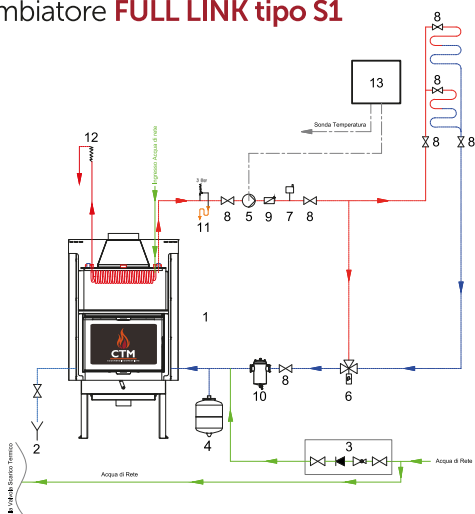 mbiatore FULL LINK tipo S1
8
8
13
Sonda Temperatura
12
Ingresso Acqua di rete
8
8
3 Bar
11
8
5
9
7
8
1
CTM
10
8
6
4
2
3
Acqua di Rete
Acqua di Rete
la Valvola Scarico Termico